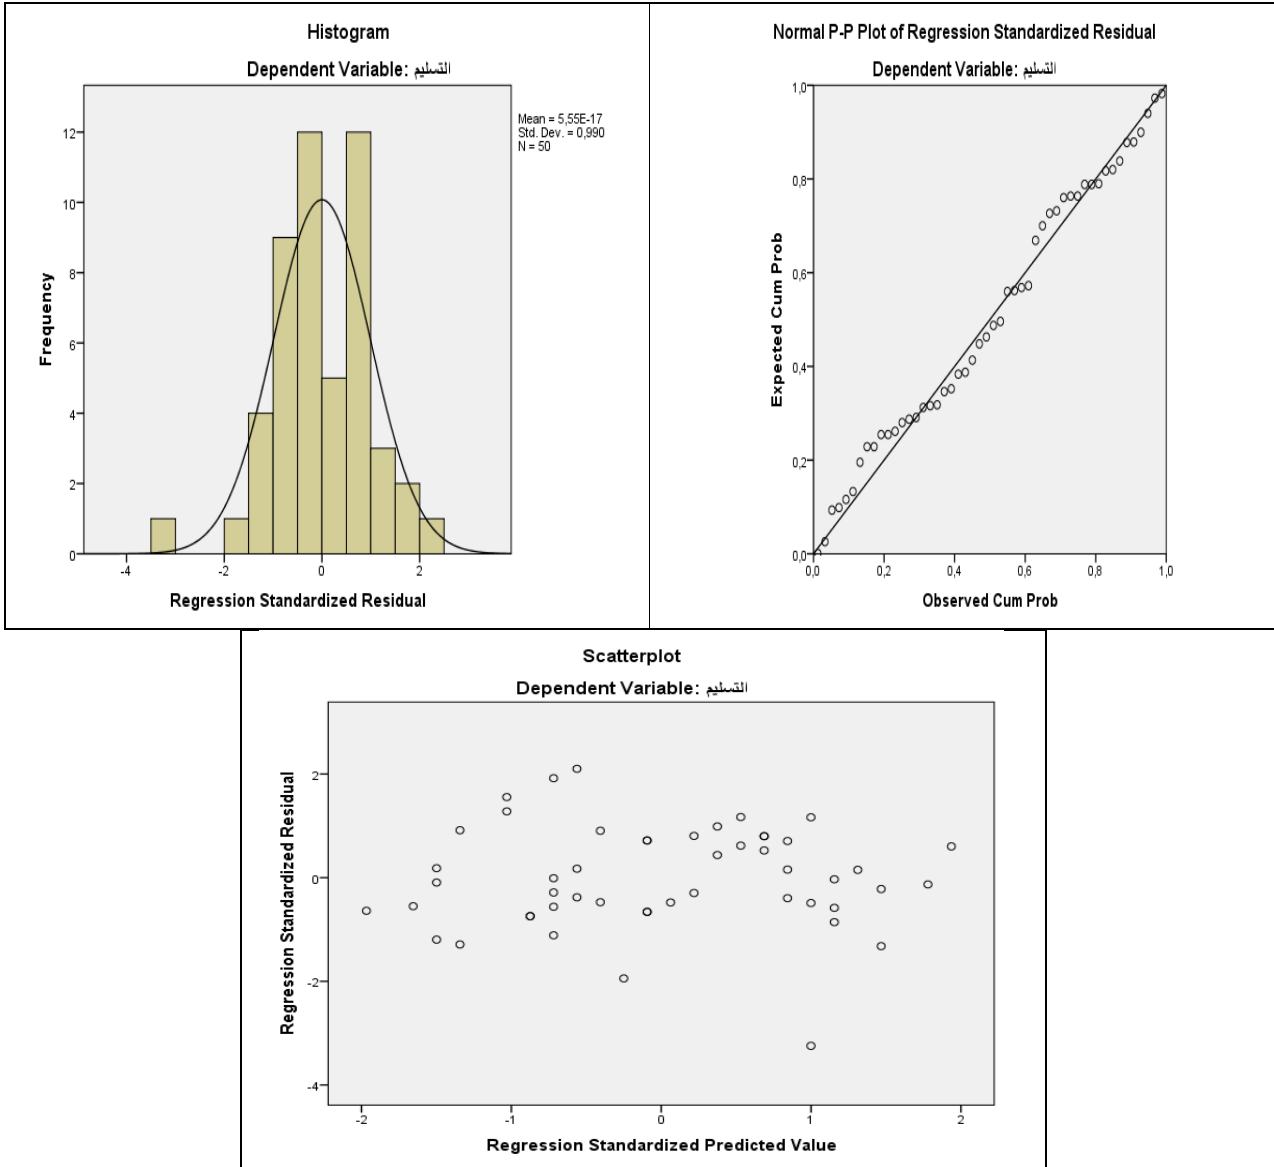 Histogram
Dependent Variable: التسليم
Mean = 5,55E-17
Std. Dev. = 0,990
N = 50
Frequency
12
10
8
6
4
2
0
-4 -2 0 2
Regression Standardized Residual
Normal P-P Plot of Regression Standardized Residual
Dependent Variable: التسليم
Expected Cum Prob
1,0
0,8
0,6
0,4
0,2
0,0
0,0 0,2 0,4 0,6 0,8 1,0
Observed Cum Prob
Scatterplot
Dependent Variable: التسليم
Regression Standardized Residual
2
0
-2
-4
-2 -1 0 1 2
Regression Standardized Predicted Value